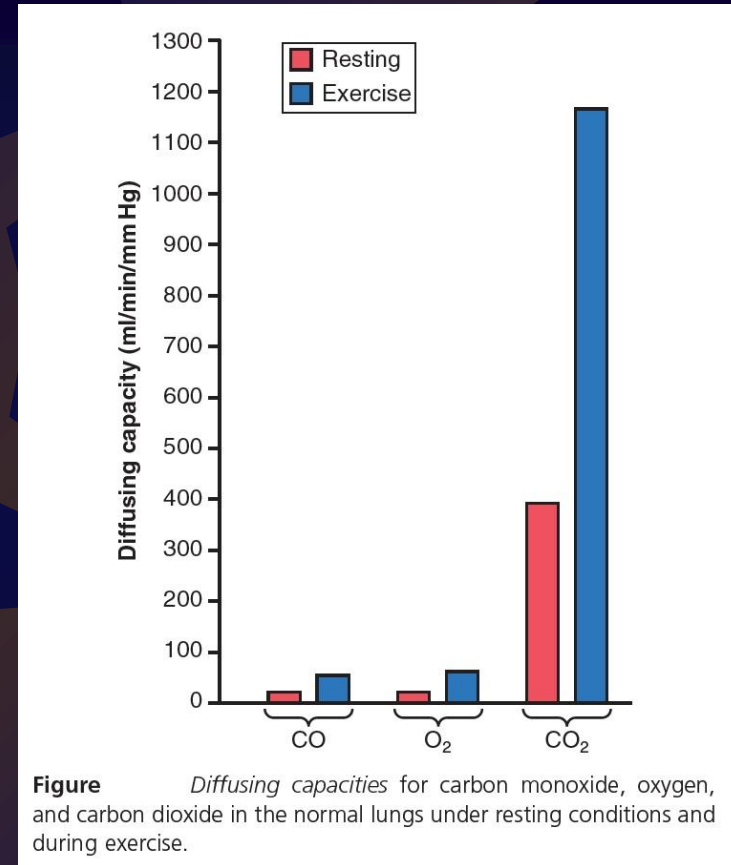 1300
1200
1100
1000
900
800
700
600
500
400
300
200
100
0
Diffusing capacity (ml/min/mm Hg)
Resting
Exercise
CO
O₂
CO₂
Figure Diffusing capacities for carbon monoxide, oxygen,
and carbon dioxide in the normal lungs under resting conditions and
during exercise.